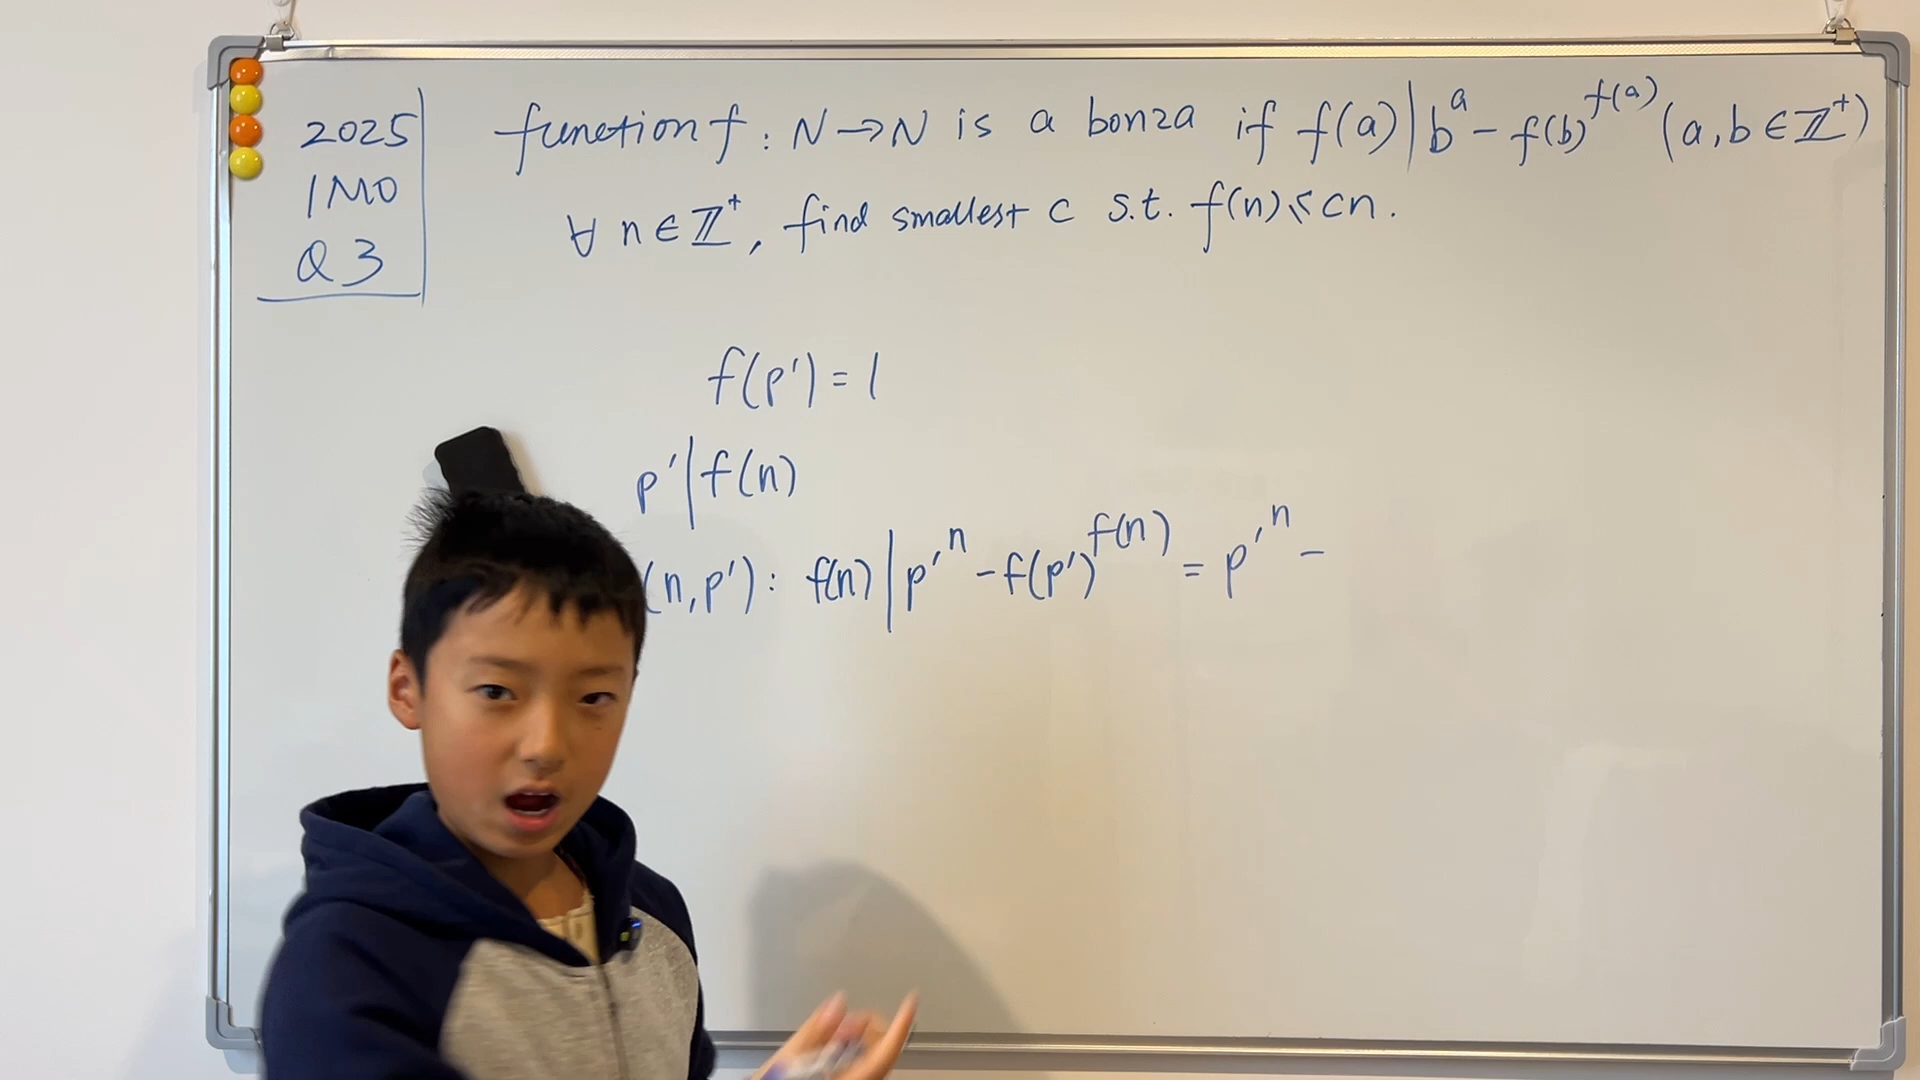 2025
IMO
Q3
function f : N→N is a bonza if f(a) | b^a - f(b)^f(a) (a, b ∈ ℤ⁺)
∀ n ∈ ℤ⁺, find smallest c s.t. f(n) ≤ cn.
f(p') = 1
p' | f(n)
(n, p') : f(n) | p'^n - f(p')^f(n) = p'^n -